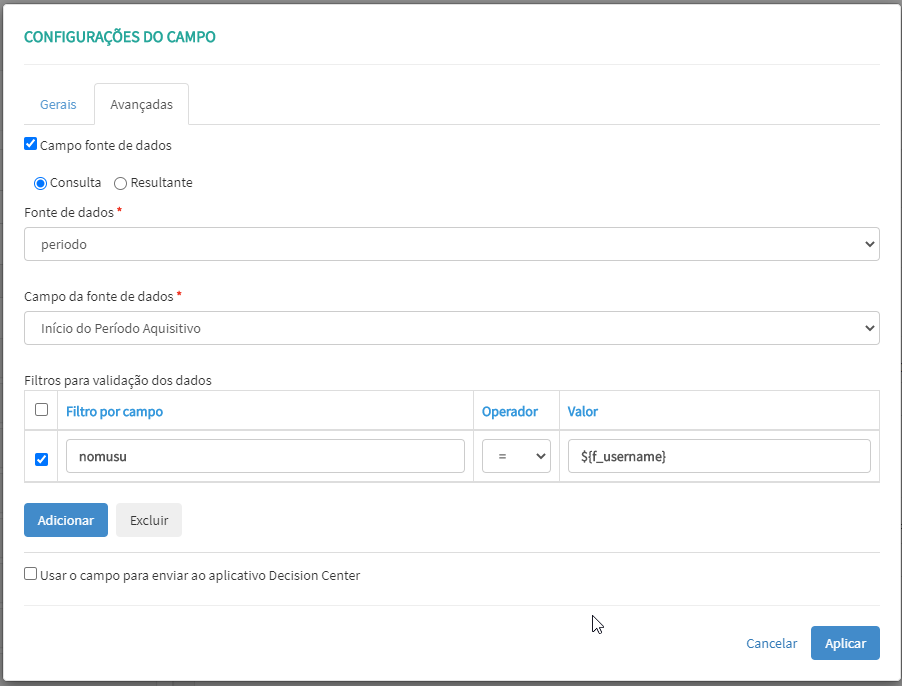 CONFIGURAÇÕES DO CAMPO
Gerais Avançadas
Campo fonte de dados
Consulta Resultante
Fonte de dados *
periodo
Campo da fonte de dados *
Início do Período Aquisitivo
Filtros para validação dos dados
Filtro por campo Operador Valor
nomusu = ${f_username}
Adicionar Excluir
Usar o campo para enviar ao aplicativo Decision Center
Cancelar Aplicar